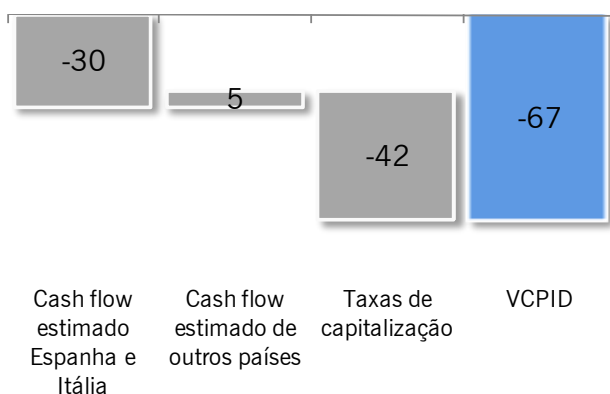 -30
5
-42
-67
Cash flow
estimado
Espanha e
Itália
Cash flow
estimado de
outros países
Taxas de
capitalização
VCPID